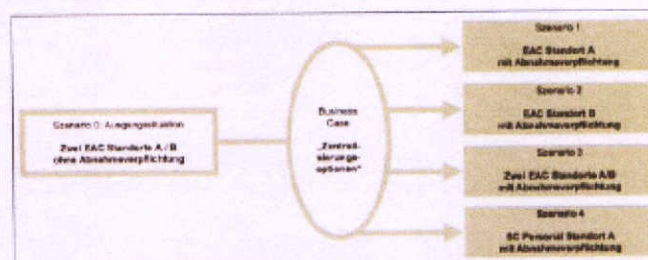 Szenario 0: Ausgangssituation
Zwei EAC Standorte A / B
ohne Abnahmeverpflichtung
Business
Case
„Zentrali-
sierungs-
optionen“
Szenario 1
EAC Standort A
mit Abnahmeverpflichtung
Szenario 2
EAC Standort B
mit Abnahmeverpflichtung
Szenario 3
Zwei EAC Standorte A/B
mit Abnahmeverpflichtung
Szenario 4
SC Personal Standort A
mit Abnahmeverpflichtung